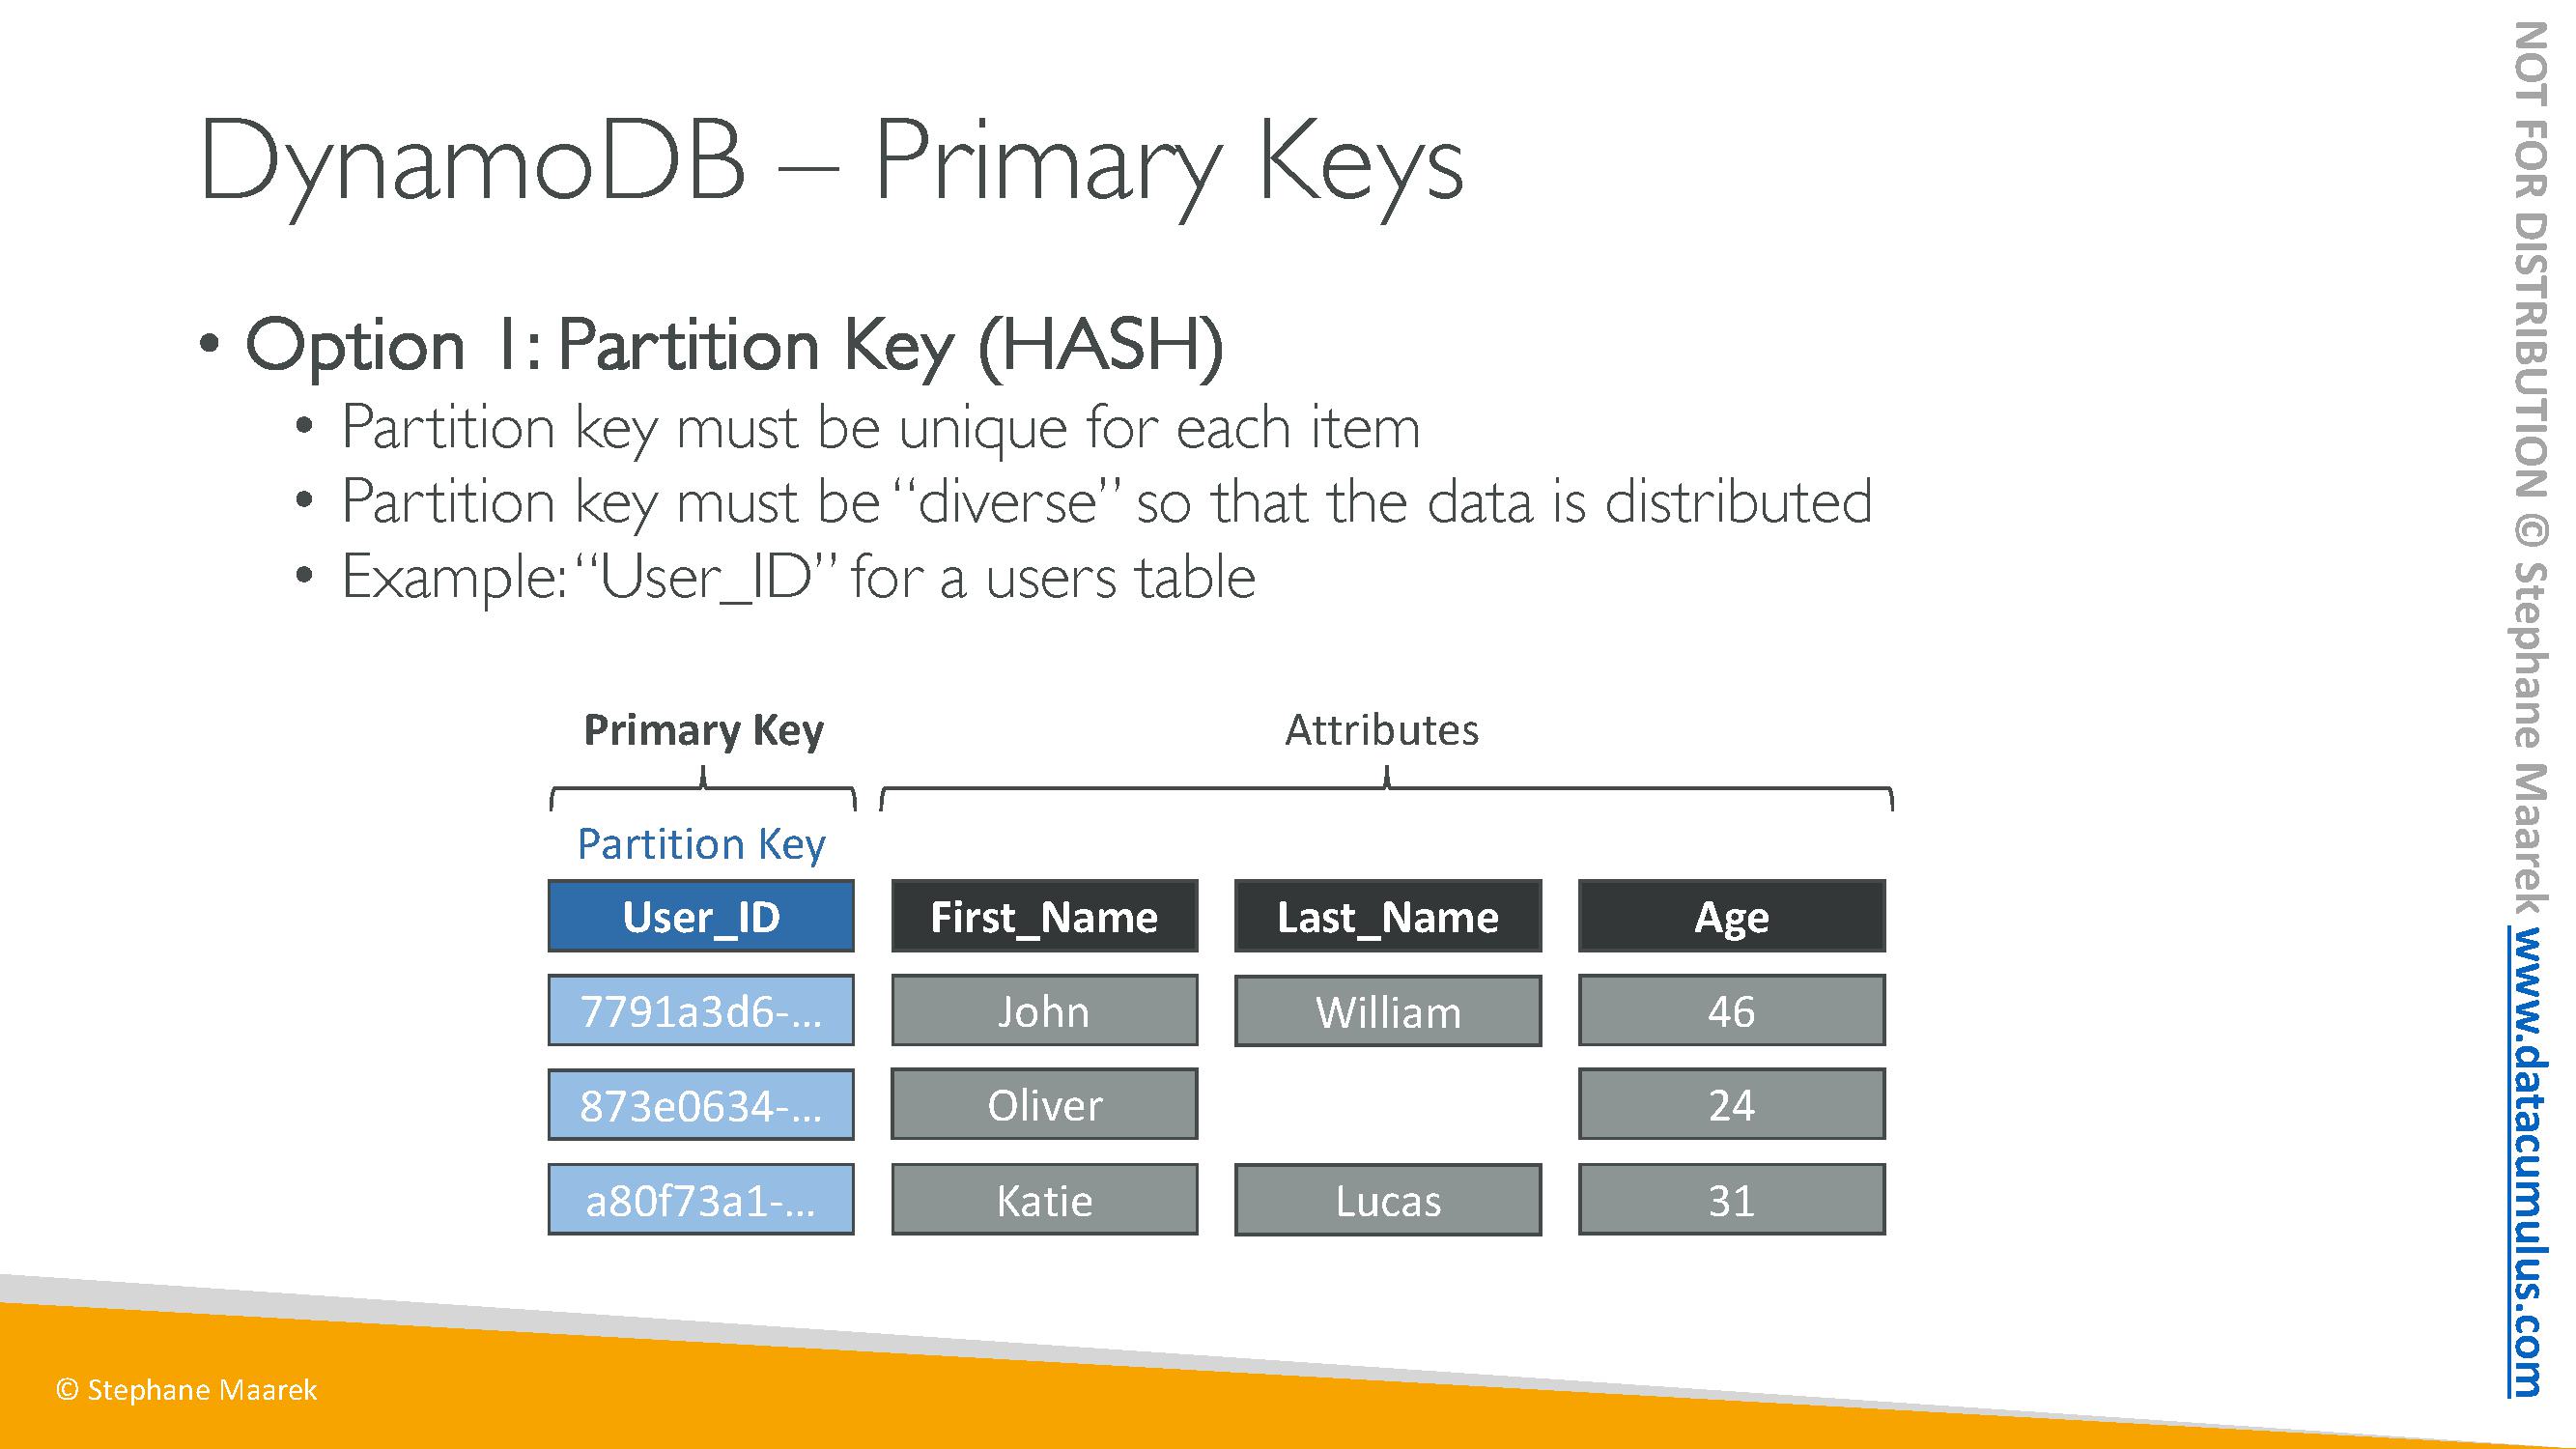 DynamoDB – Primary Keys
• Option 1: Partition Key (HASH)
• Partition key must be unique for each item
• Partition key must be “diverse” so that the data is distributed
• Example: “User_ID” for a users table
Primary Key Attributes
Partition Key
User_ID First_Name Last_Name Age
7791a3d6-… John William 46
873e0634-… Oliver 24
a80f73a1-… Katie Lucas 31
© Stephane Maarek
NOT FOR DISTRIBUTION © Stephane Maarek www.datacumulus.com